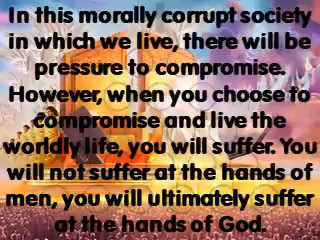 In this morally corrupt society
in which we live, there will be
pressure to compromise.
However, when you choose to
compromise and live the
worldly life, you will suffer. You
will not suffer at the hands of
men, you will ultimately suffer
at the hands of God.